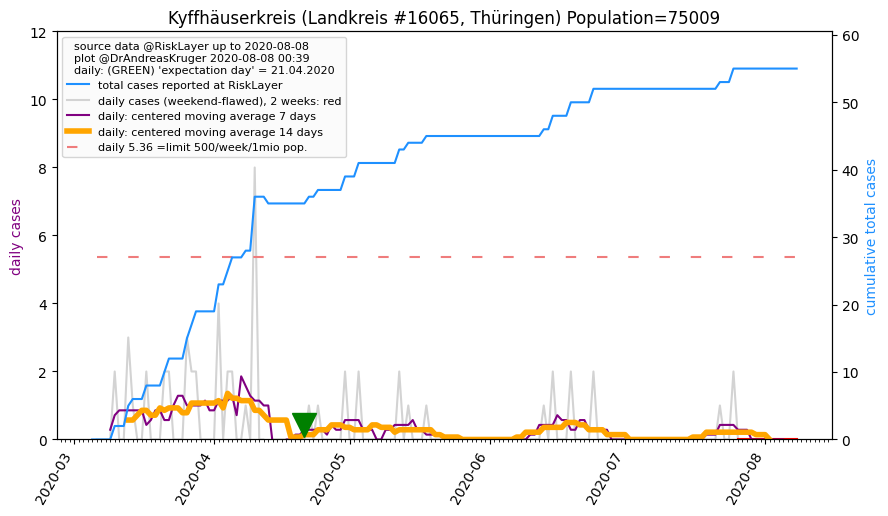 Kyffhäuserkreis (Landkreis #16065, Thüringen) Population=75009
source data @RiskLayer up to 2020-08-08
plot @DrAndreasKruger 2020-08-08 00:39
daily: (GREEN) 'expectation day' = 21.04.2020
total cases reported at RiskLayer
daily cases (weekend-flawed), 2 weeks: red
daily: centered moving average 7 days
daily: centered moving average 14 days
daily 5.36 =limit 500/week/1mio pop.
daily cases
12
10
8
6
4
2
0
60
50
40
30
20
10
0
cumulative total cases
2020-03
2020-04
2020-05
2020-06
2020-07
2020-08